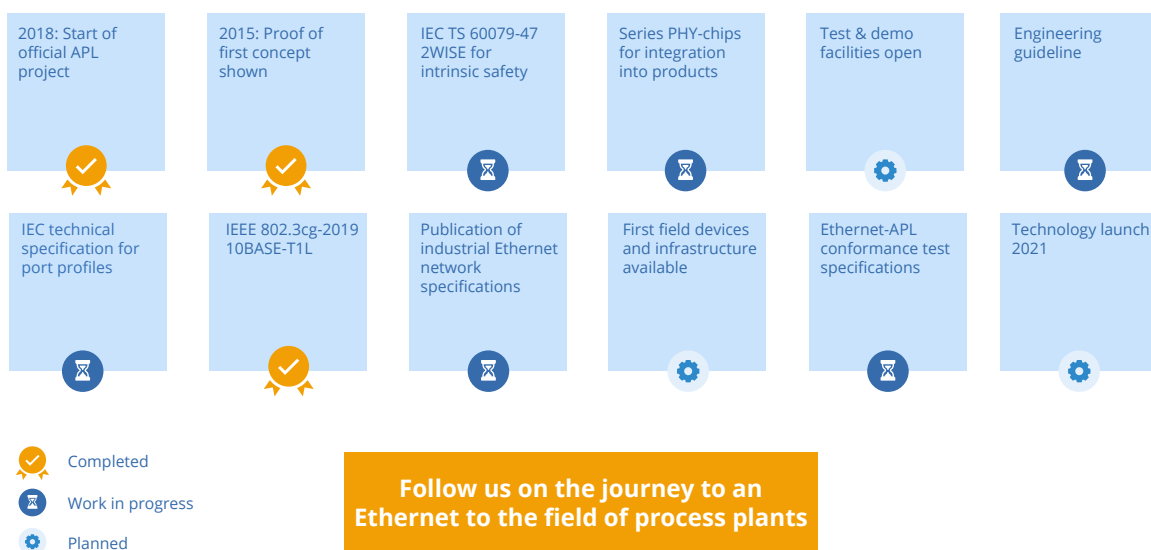 2018: Start of
official APL
project
2015: Proof of
first concept
shown
IEC TS 60079-47
2WISE for
intrinsic safety
Series PHY-chips
for integration
into products
Test & demo
facilities open
Engineering
guideline
IEC technical
specification for
port profiles
IEEE 802.3cg-2019
10BASE-T1L
Publication of
industrial Ethernet
network
specifications
First field devices
and infrastructure
available
Ethernet-APL
conformance test
specifications
Technology launch
2021
Completed
Work in progress
Planned
Follow us on the journey to an
Ethernet to the field of process plants